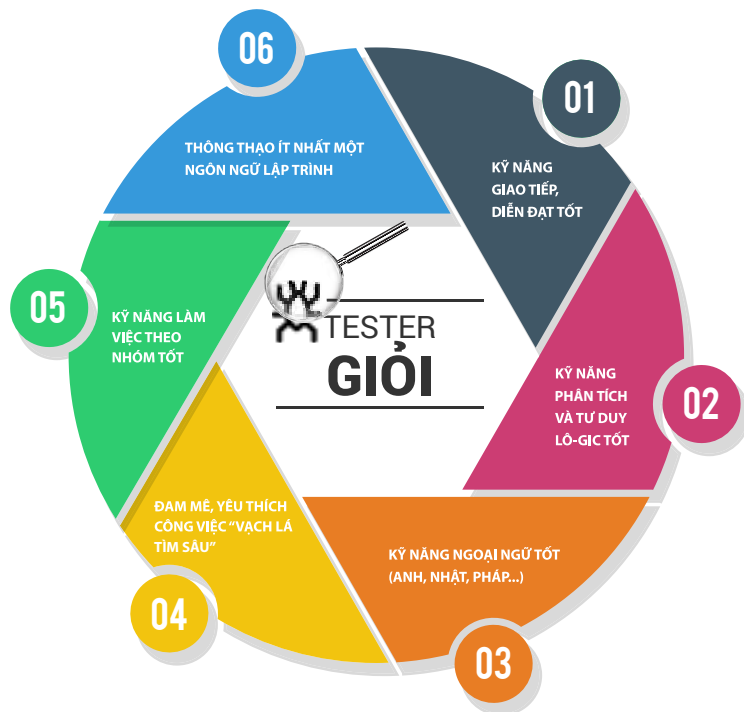 01
KỸ NĂNG
GIAO TIẾP,
DIỄN ĐẠT TỐT
02
KỸ NĂNG
PHÂN TÍCH
VÀ TƯ DUY
LÔ-GIC TỐT
03
KỸ NĂNG NGOẠI NGỮ TỐT
(ANH, NHẬT, PHÁP...)
04
ĐAM MÊ, YÊU THÍCH
CÔNG VIỆC “VẠCH LÁ
TÌM SÂU”
05
KỸ NĂNG LÀM
VIỆC THEO
NHÓM TỐT
06
THÔNG THẠO ÍT NHẤT MỘT
NGÔN NGỮ LẬP TRÌNH
TESTER
GIỎI